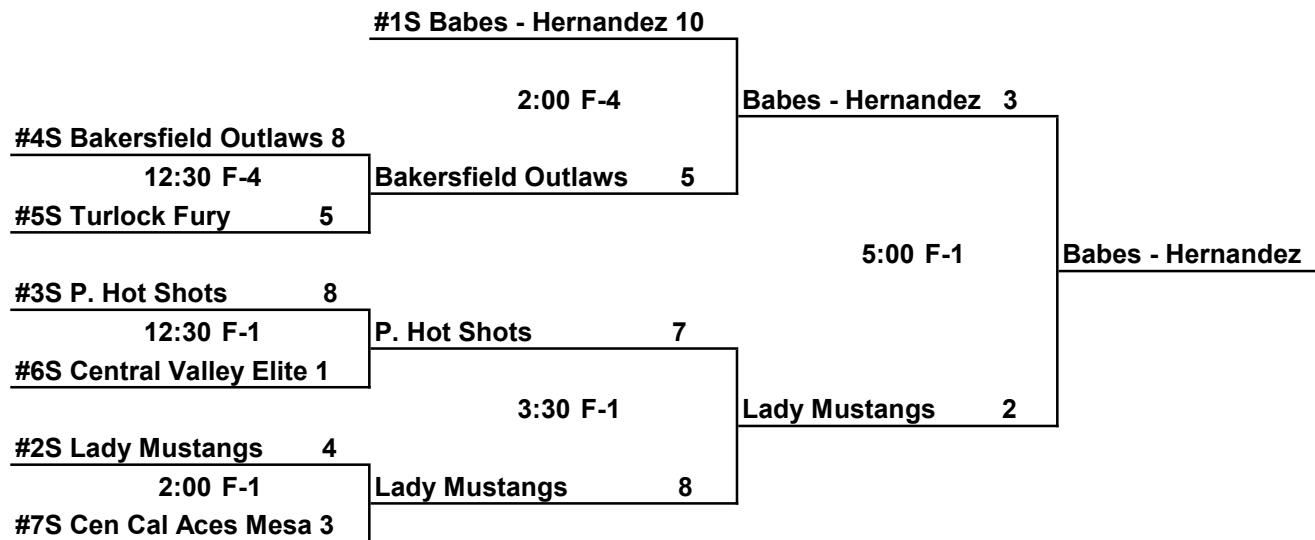 #1S Babes - Hernandez 10
2:00 F-4
Babes - Hernandez 3
#4S Bakersfield Outlaws 8
12:30 F-4
Bakersfield Outlaws 5
#5S Turlock Fury 5
5:00 F-1
Babes - Hernandez
#3S P. Hot Shots 8
12:30 F-1
P. Hot Shots 7
#6S Central Valley Elite 1
3:30 F-1
Lady Mustangs 2
#2S Lady Mustangs 4
2:00 F-1
Lady Mustangs 8
#7S Cen Cal Aces Mesa 3